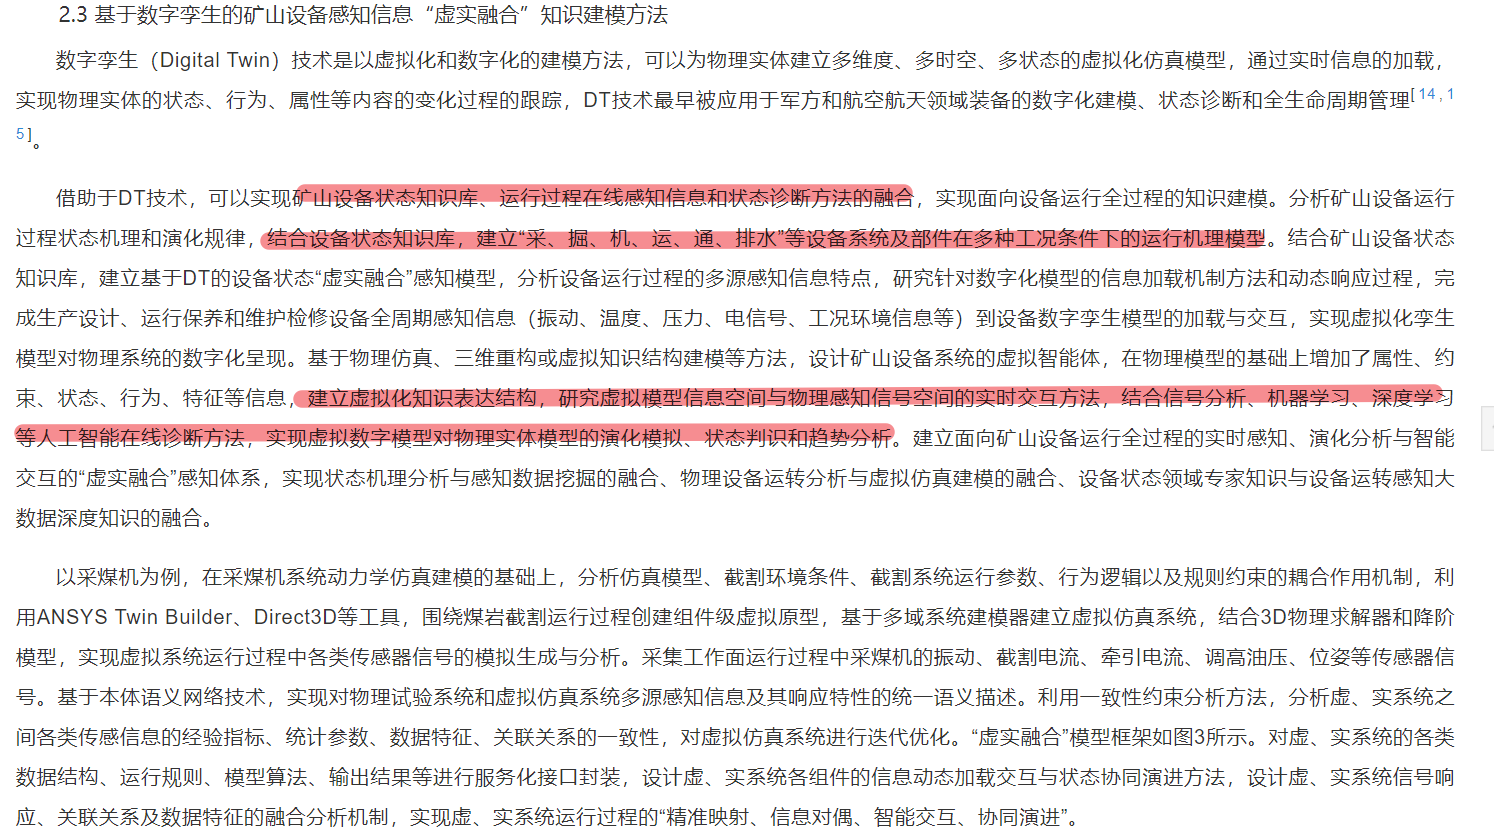 2.3 基于数字孪生的矿山设备感知信息“虚实融合”知识建模方法
数字孪生（Digital Twin）技术是以虚拟化和数字化的建模方法，可以为物理实体建立多维度、多时空、多状态的虚拟化仿真模型，通过实时信息的加载，
实现物理实体的状态、行为、属性等内容的变化过程的跟踪，DT技术最早被应用于军方和航空航天领域装备的数字化建模、状态诊断和全生命周期管理[14,1
5]。
借助于DT技术，可以实现矿山设备状态知识库、运行过程在线感知信息和状态诊断方法的融合，实现面向设备运行全过程的知识建模。分析矿山设备运行
过程状态机理和演化规律，结合设备状态知识库，建立“采、掘、机、运、通、排水”等设备系统及部件在多种工况条件下的运行机理模型。结合矿山设备状态
知识库，建立基于DT的设备状态“虚实融合”感知模型，分析设备运行过程的多源感知信息特点，研究针对数字化模型的信息加载机制方法和动态响应过程，完
成生产设计、运行保养和维护检修设备全周期感知信息（振动、温度、压力、电信号、工况环境信息等）到设备数字孪生模型的加载与交互，实现虚拟化孪生
模型对物理系统的数字化呈现。基于物理仿真、三维重构或虚拟知识结构建模等方法，设计矿山设备系统的虚拟智能体，在物理模型的基础上增加了属性、约
束、状态、行为、特征等信息，建立虚拟化知识表达结构，研究虚拟模型信息空间与物理感知信号空间的实时交互方法，结合信号分析、机器学习、深度学习
等人工智能在线诊断方法，实现虚拟数字模型对物理实体模型的演化模拟、状态判识和趋势分析。建立面向矿山设备运行全过程的实时感知、演化分析与智能
交互的“虚实融合”感知体系，实现状态机理分析与感知数据挖掘的融合、物理设备运转分析与虚拟仿真建模的融合、设备状态领域专家知识与设备运转感知大
数据深度知识的融合。
以采煤机为例，在采煤机系统动力学仿真建模的基础上，分析仿真模型、截割环境条件、截割系统运行参数、行为逻辑以及规则约束的耦合作用机制，利
用ANSYS Twin Builder、Direct3D等工具，围绕煤岩截割运行过程创建组件级虚拟原型，基于多域系统建模器建立虚拟仿真系统，结合3D物理求解器和降阶
模型，实现虚拟系统运行过程中各类传感器信号的模拟生成与分析。采集工作面运行过程中采煤机的振动、截割电流、牵引电流、调高油压、位姿等传感器信
号。基于本体语义网络技术，实现对物理试验系统和虚拟仿真系统多源感知信息及其响应特性的统一语义描述。利用一致性约束分析方法，分析虚、实系统之
间各类传感信息的经验指标、统计参数、数据特征、关联关系的一致性，对虚拟仿真系统进行迭代优化。“虚实融合”模型框架如图3所示。对虚、实系统的各类
数据结构、运行规则、模型算法、输出结果等进行服务化接口封装，设计虚、实系统各组件的信息动态加载交互与状态协同演进方法，设计虚、实系统信号响
应、关联关系及数据特征的融合分析机制，实现虚、实系统运行过程的“精准映射、信息对偶、智能交互、协同演进”。